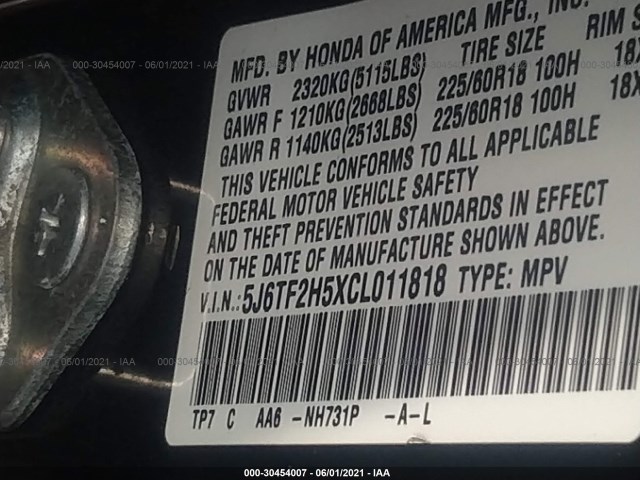 000-30454007 - 06/01/2021 - IAA
MFD. BY HONDA OF AMERICA MFG., INC.
TIRE SIZE RIM S
GVWR 2320KG(5115LBS)
GAWR F 1210KG(2668LBS) 225/60R18 100H 18X
GAWR R 1140KG(2513LBS) 225/60R18 100H 18X
THIS VEHICLE CONFORMS TO ALL APPLICABLE
FEDERAL MOTOR VEHICLE SAFETY
AND THEFT PREVENTION STANDARDS IN EFFECT
ON THE DATE OF MANUFACTURE SHOWN ABOVE.
V.I.N.:5J6TF2H5XCL011818 TYPE: MPV
TP7 C AA6 -NH731P -A-L
000-30454007 - 06/01/2021 - IAA